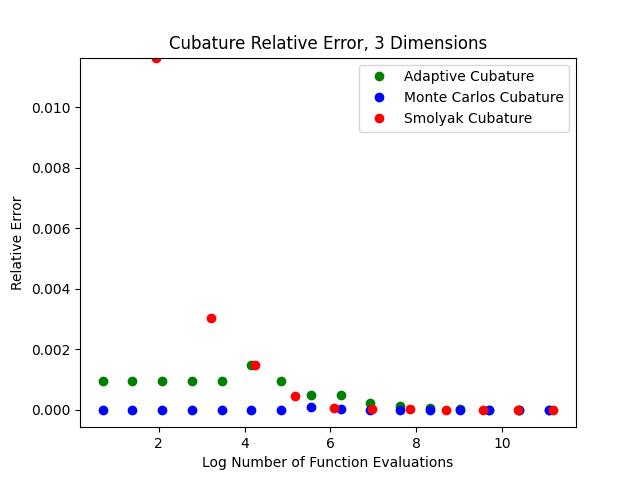 Cubature Relative Error, 3 Dimensions
Adaptive Cubature
Monte Carlos Cubature
Smolyak Cubature
0.010
0.008
0.006
0.004
0.002
0.000
Relative Error
2 4 6 8 10
Log Number of Function Evaluations